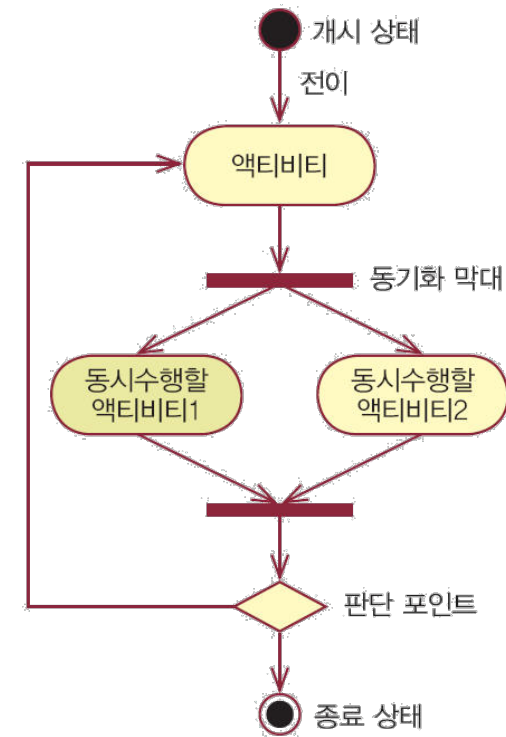 개시 상태
전이
액티비티
동기화 막대
동시수행할
액티비티1
동시수행할
액티비티2
판단 포인트
종료 상태